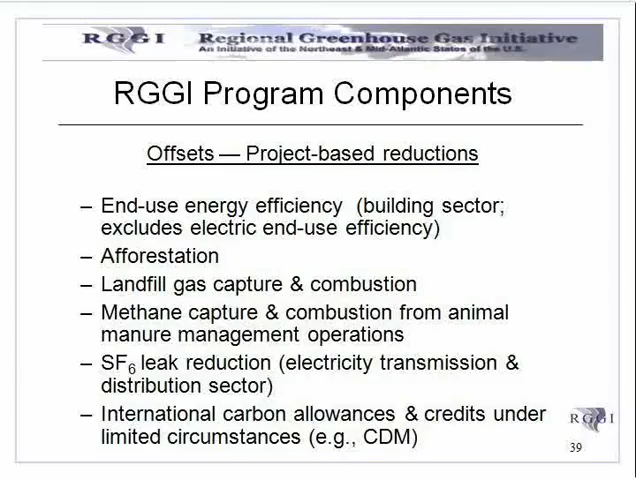 RGGI Regional Greenhouse Gas Initiative
An Initiative of the Northeast & Mid-Atlantic States of the U.S.
RGGI Program Components
Offsets — Project-based reductions
– End-use energy efficiency (building sector;
excludes electric end-use efficiency)
– Afforestation
– Landfill gas capture & combustion
– Methane capture & combustion from animal
manure management operations
– SF6 leak reduction (electricity transmission &
distribution sector)
– International carbon allowances & credits under
limited circumstances (e.g., CDM)
RGGI
39